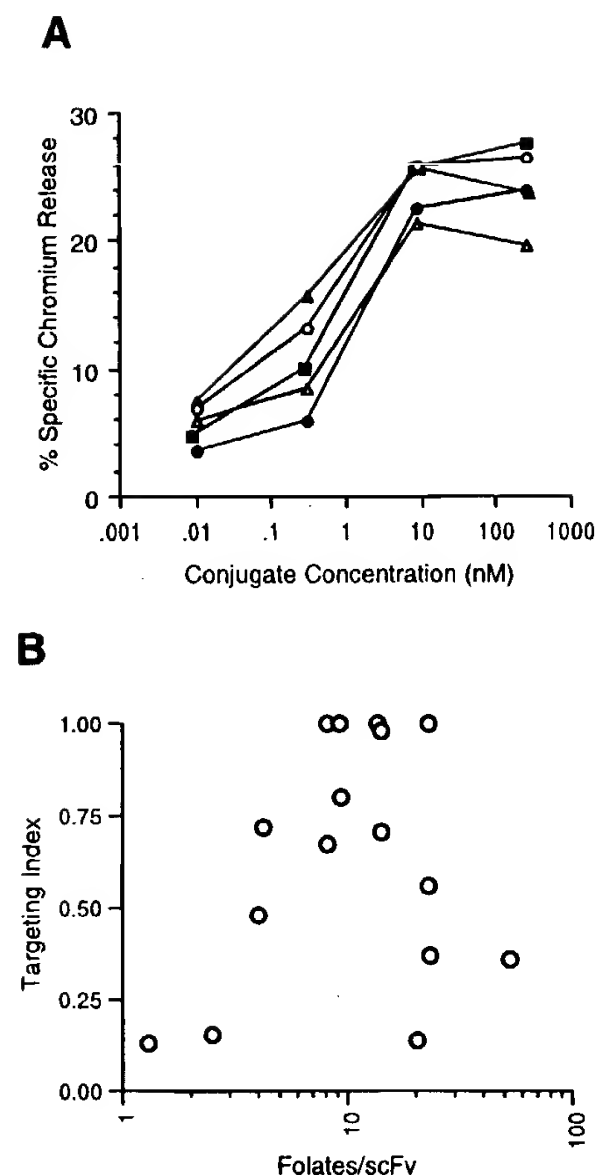 A
30
20
10
0
% Specific Chromium Release
.001 .01 .1 1 10 100 1000
Conjugate Concentration (nM)
B
1.00
0.75
0.50
0.25
0.00
Targeting Index
1 10 100
Folates/scFv